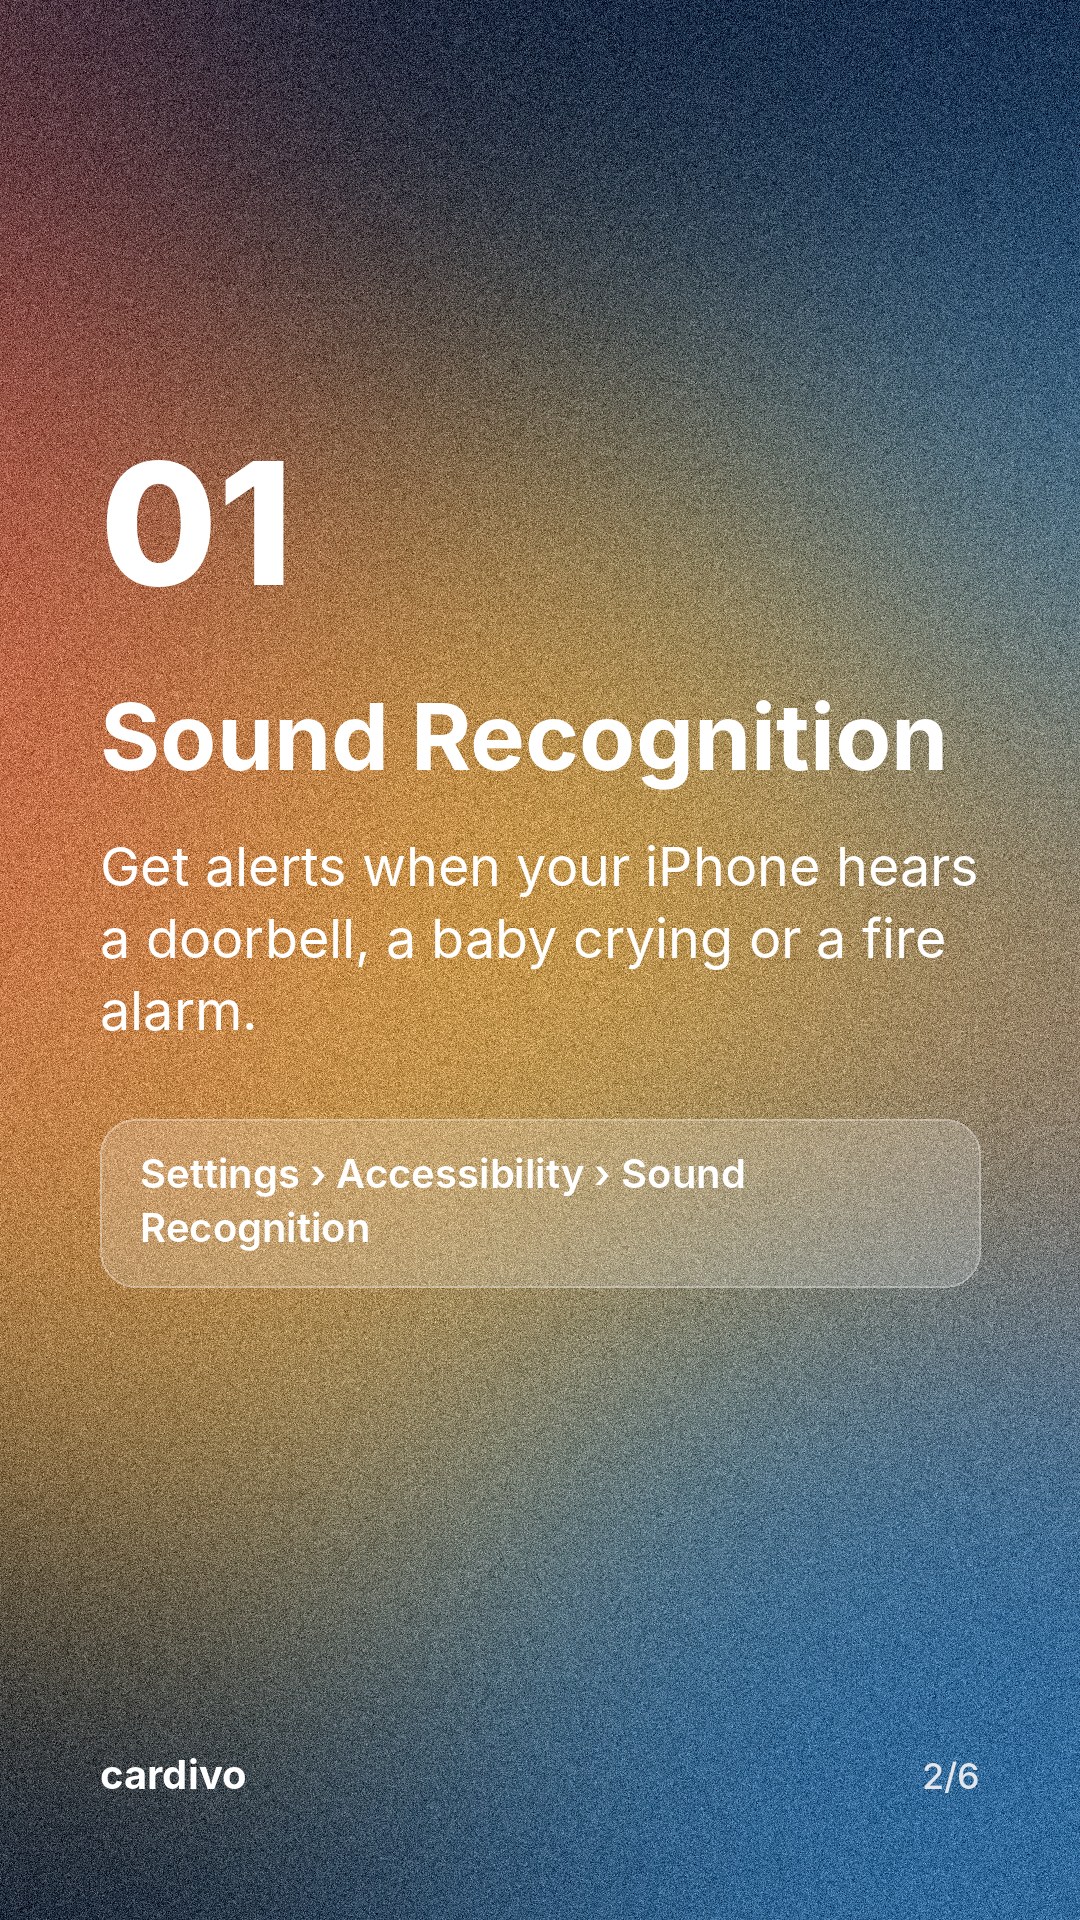 01
Sound Recognition
Get alerts when your iPhone hears
a doorbell, a baby crying or a fire
alarm.
Settings › Accessibility › Sound
Recognition
cardivo
2/6